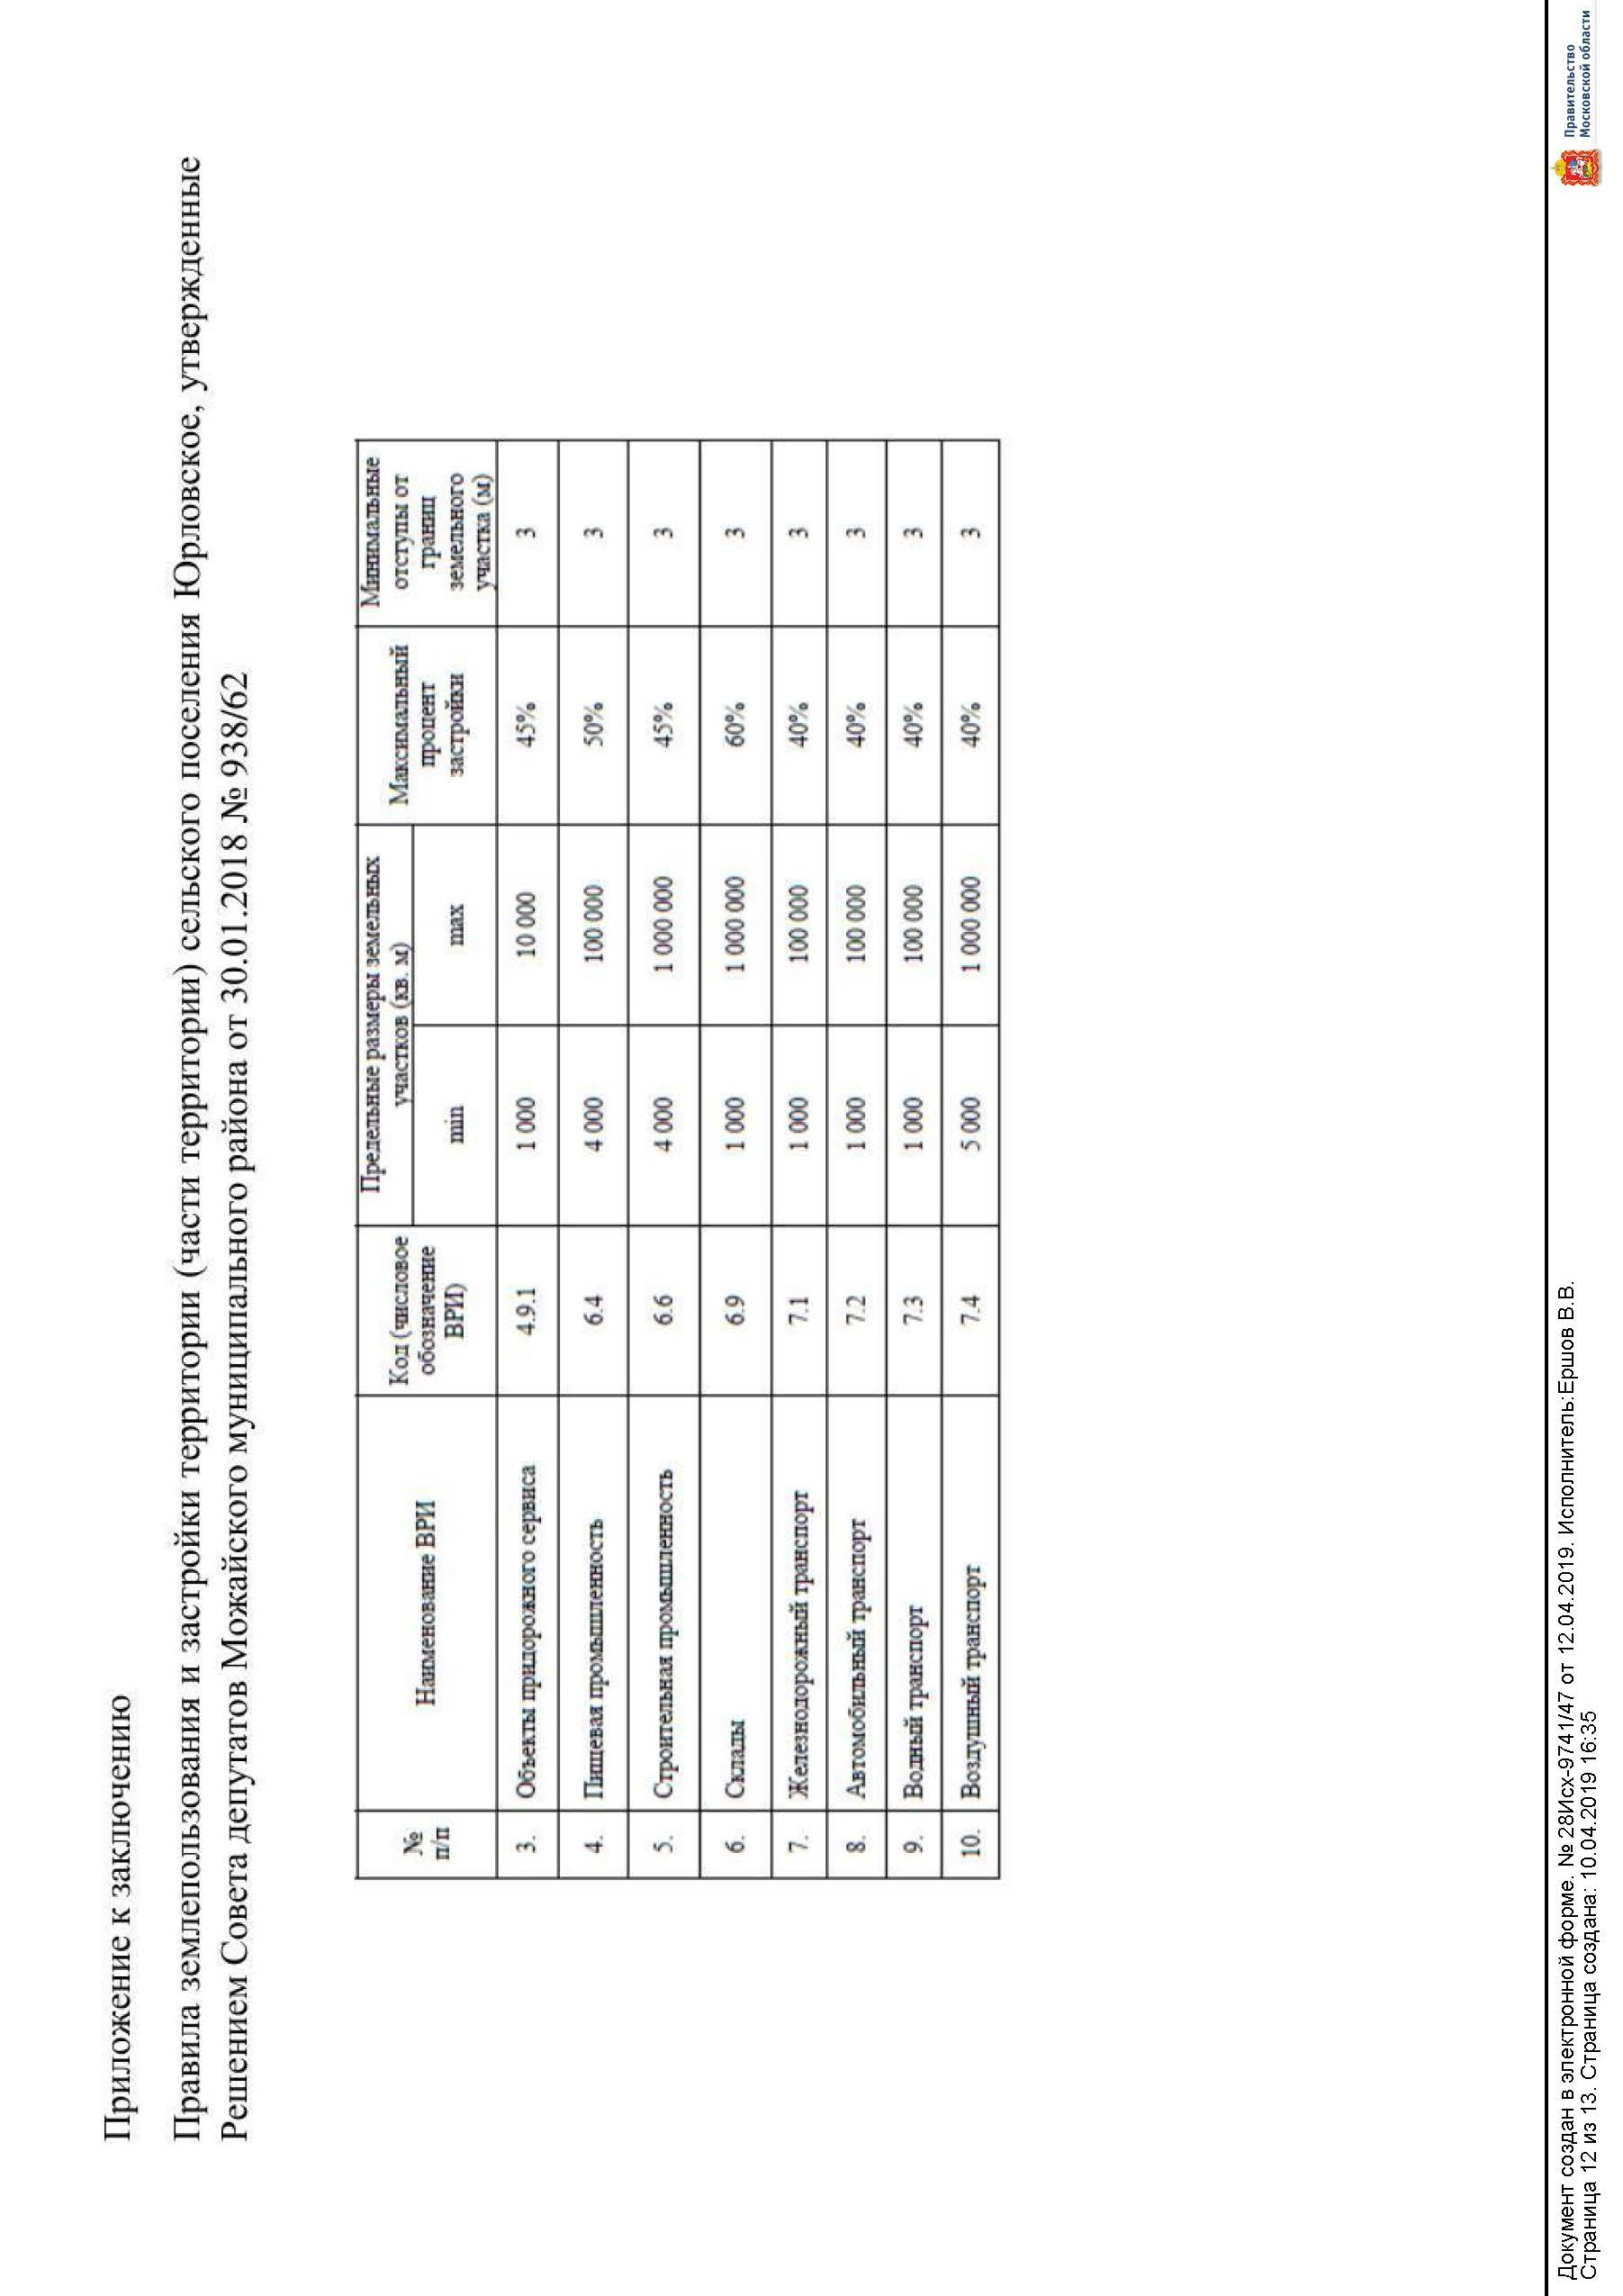 Приложение к заключению
Правила землепользования и застройки территории (части территории) сельского поселения Юрловское, утвержденные
Решением Совета депутатов Можайского муниципального района от 30.01.2018 № 938/62
№ п/п Наименование ВРИ Код (числовое обозначение ВРИ) Предельные размеры земельных участков (кв. м) Максимальный процент застройки Минимальные отступы от границ земельного участка (м)
min max
3. Объекты придорожного сервиса 4.9.1 1 000 10 000 45% 3
4. Пищевая промышленность 6.4 4 000 100 000 50% 3
5. Строительная промышленность 6.6 4 000 1 000 000 45% 3
6. Склады 6.9 1 000 1 000 000 60% 3
7. Железнодорожный транспорт 7.1 1 000 100 000 40% 3
8. Автомобильный транспорт 7.2 1 000 100 000 40% 3
9. Водный транспорт 7.3 1 000 100 000 40% 3
10. Воздушный транспорт 7.4 5 000 1 000 000 40% 3
Документ создан в электронной форме. № 28Исх-9741/47 от 12.04.2019. Исполнитель:Ершов В.В.
Страница 12 из 13. Страница создана: 10.04.2019 16:35
Правительство
Московской области